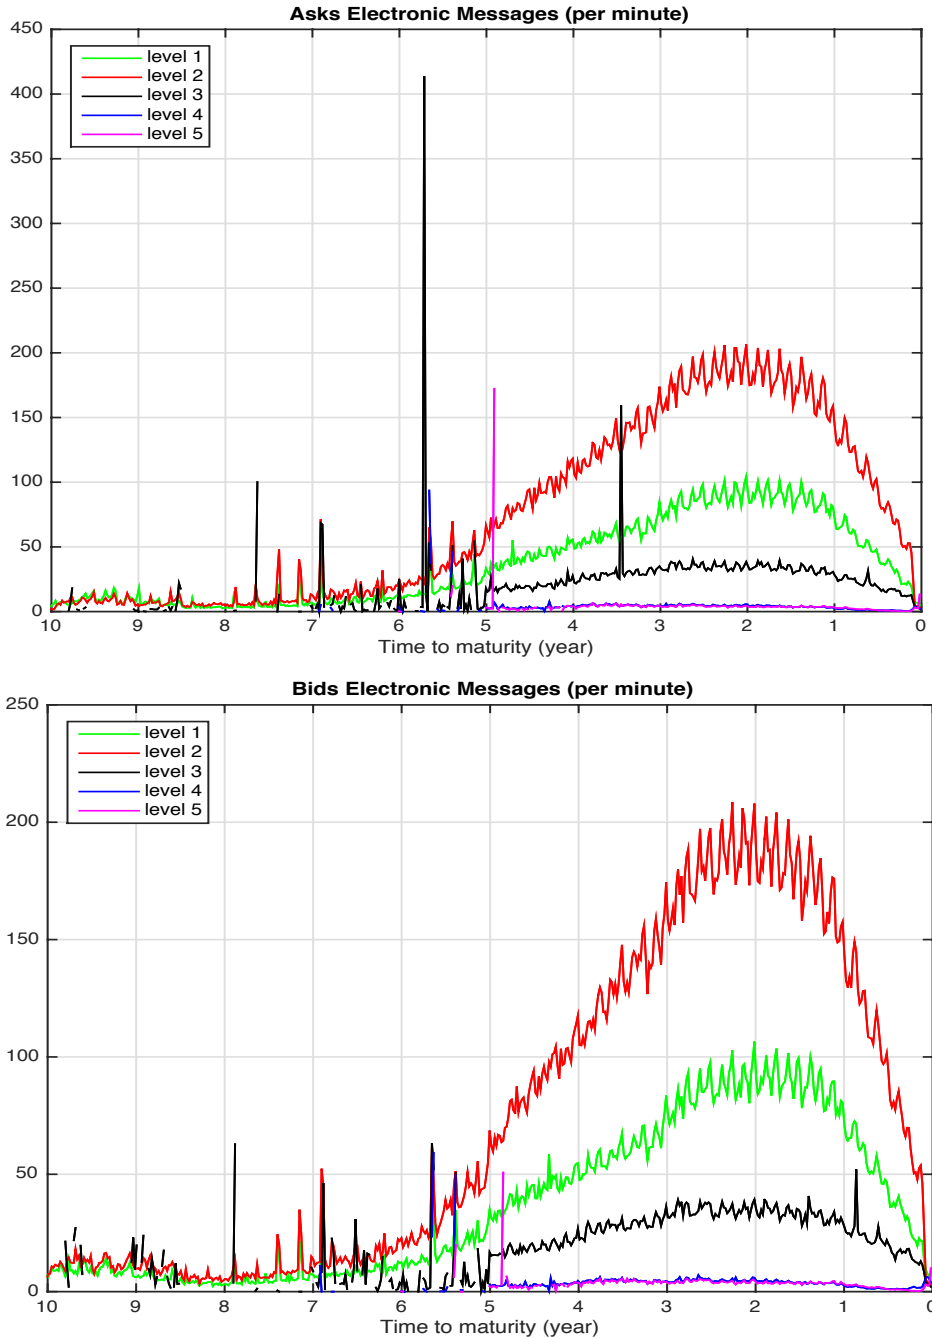 Asks Electronic Messages (per minute)
450
400
350
300
250
200
150
100
50
0
level 1
level 2
level 3
level 4
level 5
10 9 8 7 6 5 4 3 2 1 0
Time to maturity (year)
Bids Electronic Messages (per minute)
250
200
150
100
50
0
level 1
level 2
level 3
level 4
level 5
10 9 8 7 6 5 4 3 2 1 0
Time to maturity (year)